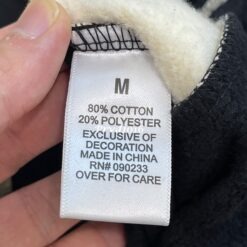 M
80% COTTON
20% POLYESTER
EXCLUSIVE OF
DECORATION
MADE IN CHINA
RN# 090233
OVER FOR CARE